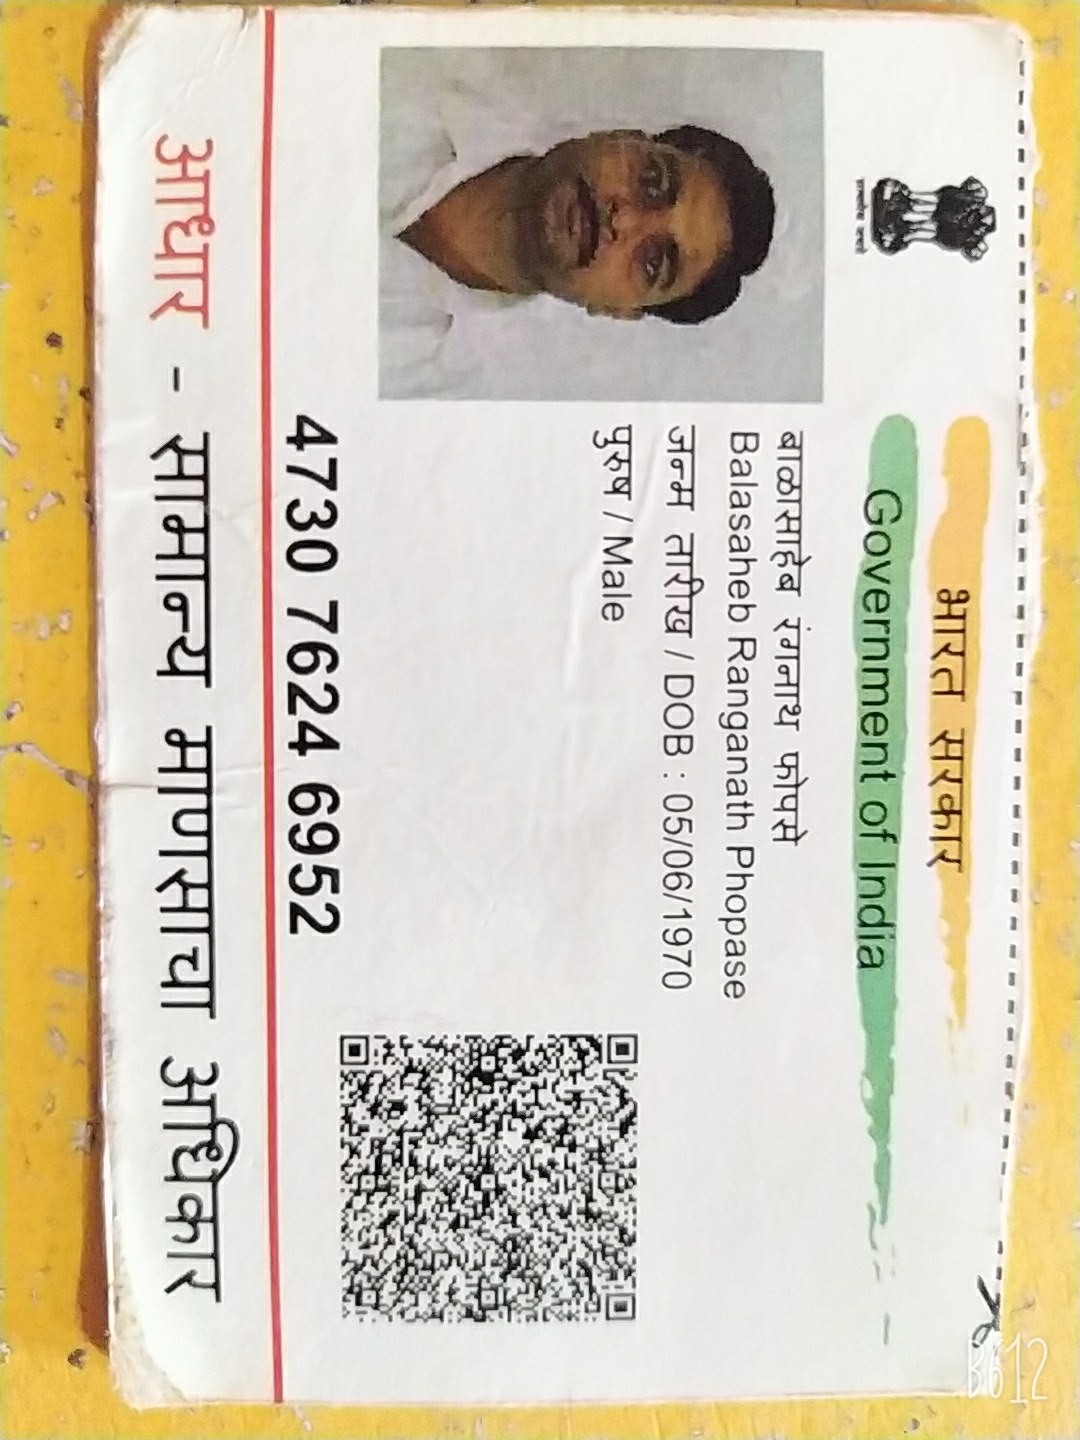 भारत सरकार
Government of India
बाळासाहेब रंगनाथ फोपसे
Balasaheb Ranganath Phopase
जन्म तारीख / DOB : 05/06/1970
पुरुष / Male
4730 7624 6952
आधार - सामान्य माणसाचा अधिकार
B612